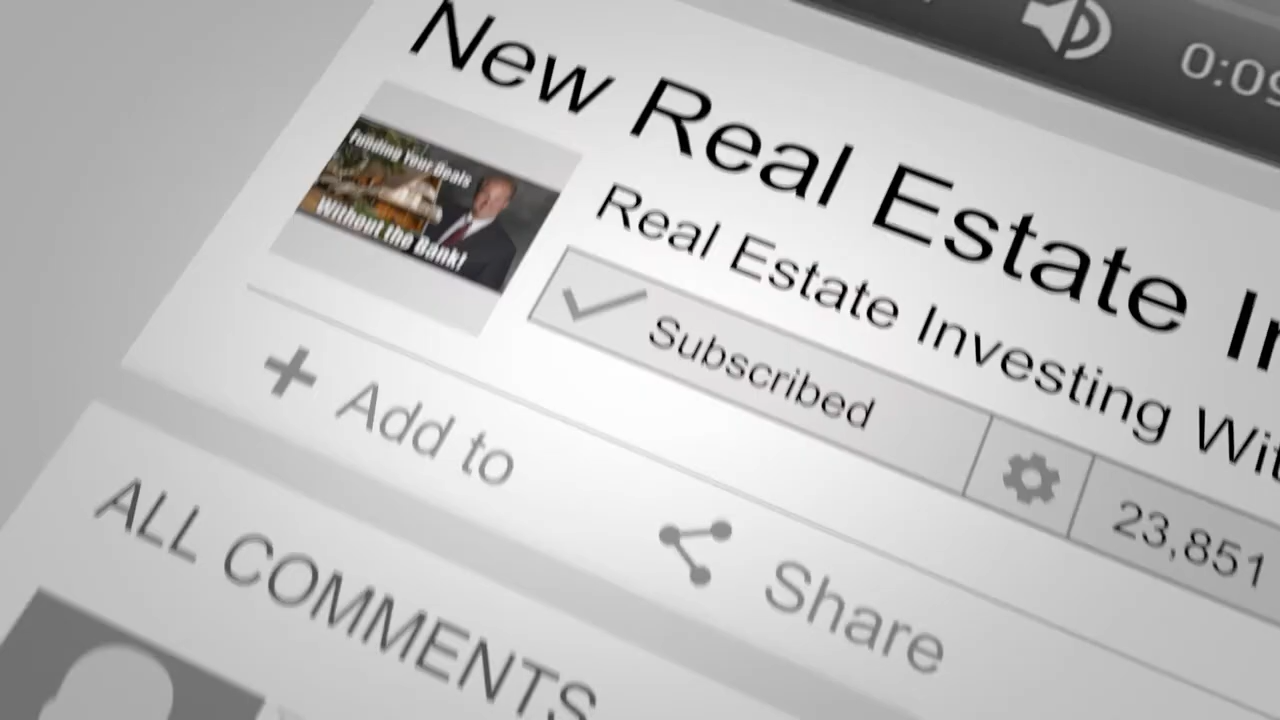 0:09
New Real Estate In
Funding Your Deals
Without the Bank!
Real Estate Investing Wit
Subscribed
23,851
Add to
Share
ALL COMMENTS